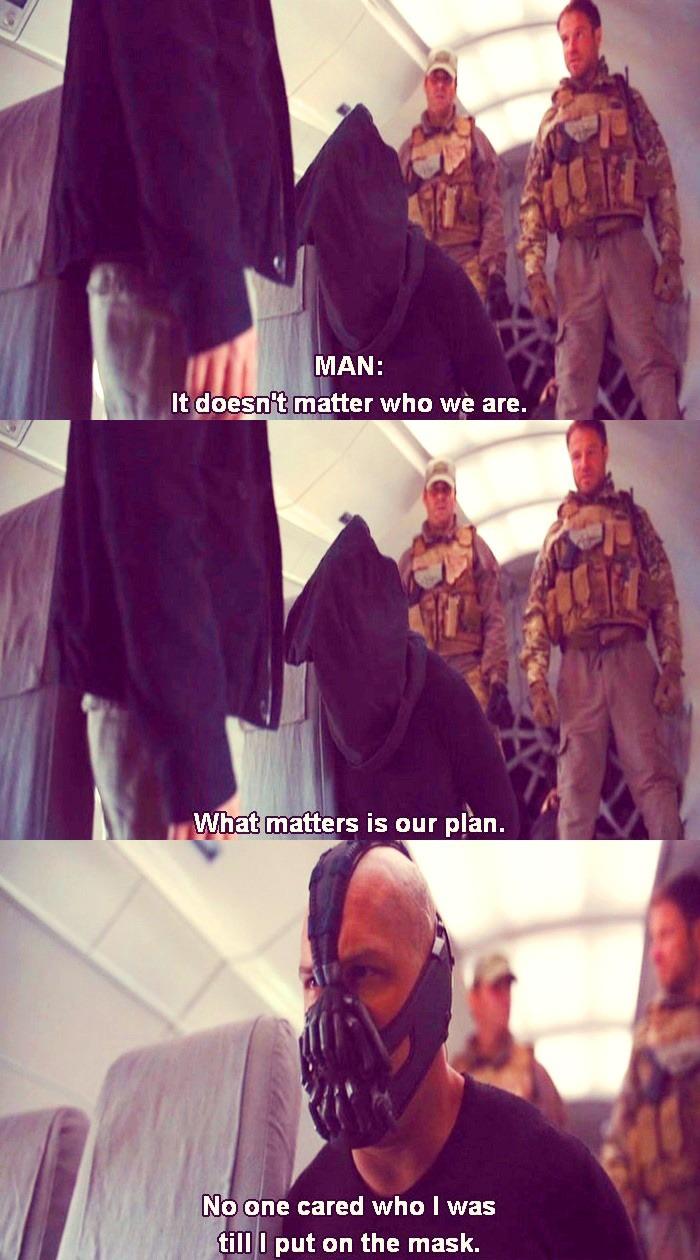 MAN:
It doesn't matter who we are.
What matters is our plan.
No one cared who I was
till I put on the mask.